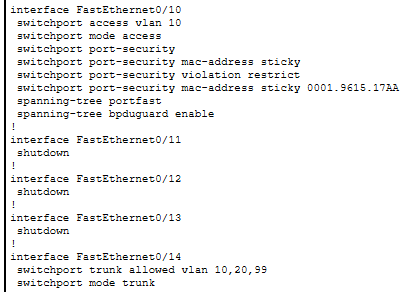 interface FastEthernet0/10
 switchport access vlan 10
 switchport mode access
 switchport port-security
 switchport port-security mac-address sticky
 switchport port-security violation restrict
 switchport port-security mac-address sticky 0001.9615.17AA
 spanning-tree portfast
 spanning-tree bpduguard enable
!
interface FastEthernet0/11
 shutdown
!
interface FastEthernet0/12
 shutdown
!
interface FastEthernet0/13
 shutdown
!
interface FastEthernet0/14
 switchport trunk allowed vlan 10,20,99
 switchport mode trunk